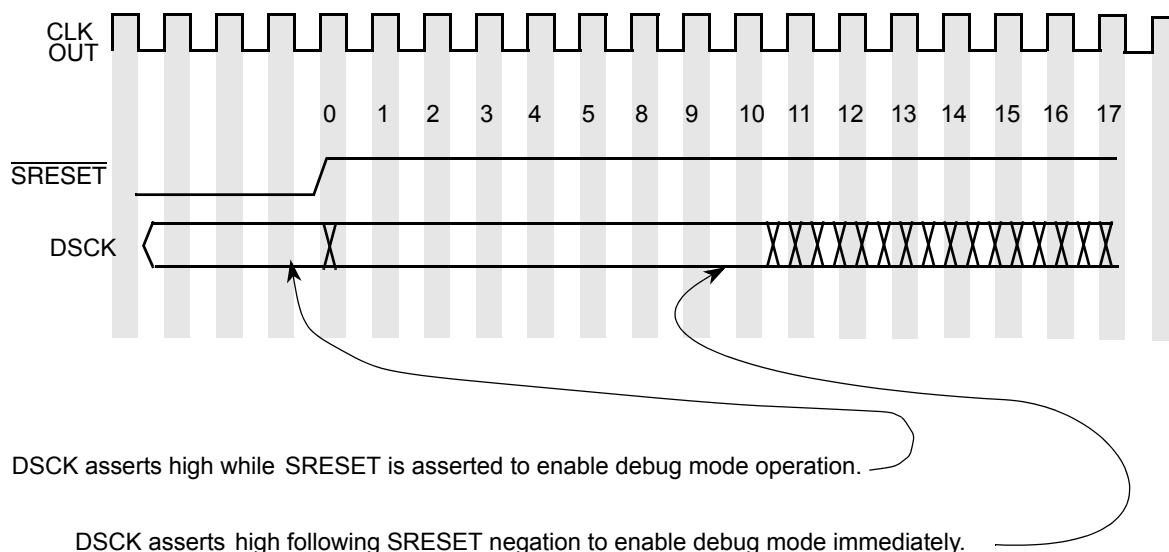 CLK
OUT
0 1 2 3 4 5 8 9 10 11 12 13 14 15 16 17
SRESET
DSCK
DSCK asserts high while SRESET is asserted to enable debug mode operation.
DSCK asserts high following SRESET negation to enable debug mode immediately.